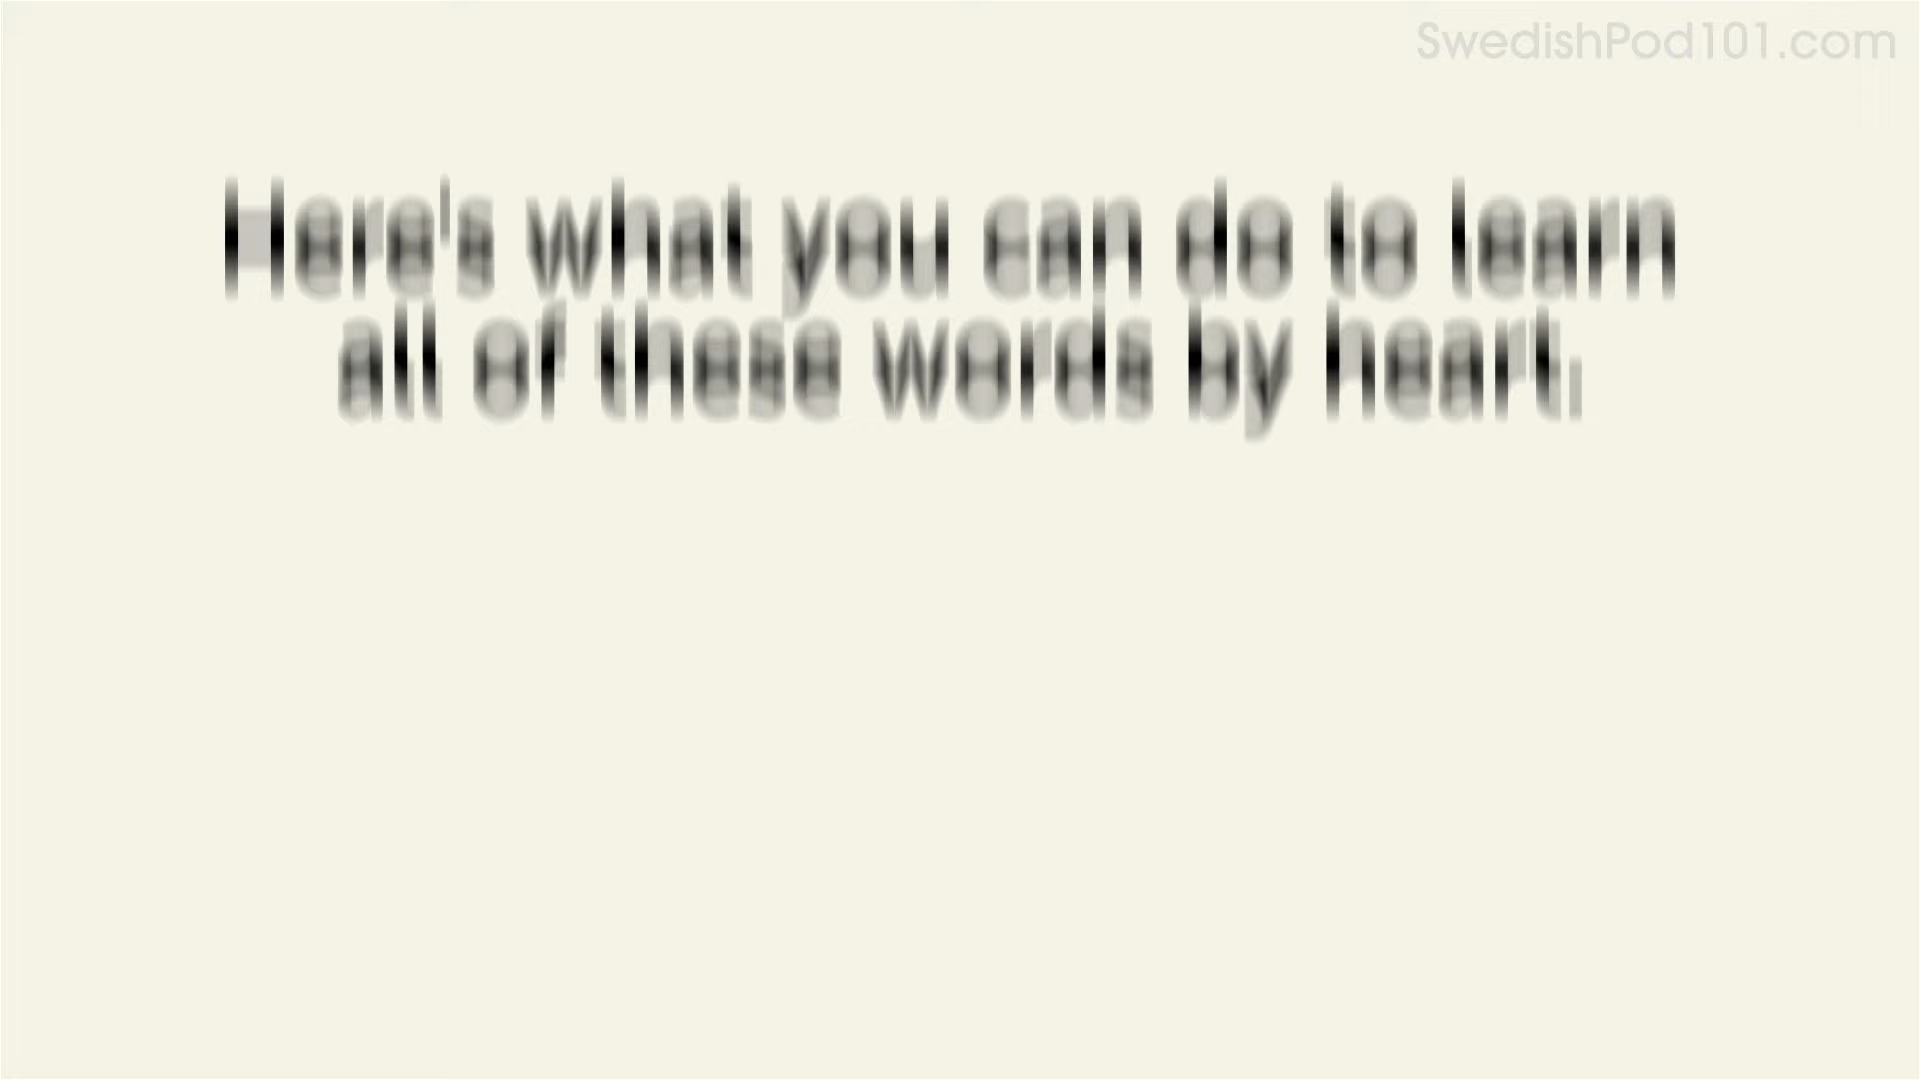 SwedishPod101.com
Here's what you can do to learn
all of these words by heart.